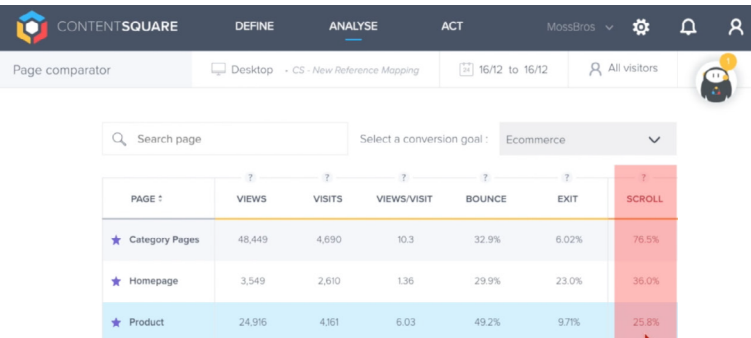 CONTENTSQUARE DEFINE ANALYSE ACT MossBros
Page comparator Desktop • CS - New Reference Mapping 16/12 to 16/12 All visitors 1
Search page Select a conversion goal : Ecommerce
? ? ? ? ? ?
PAGE VIEWS VISITS VIEWS/VISIT BOUNCE EXIT SCROLL
Category Pages 48,449 4,690 10.3 32.9% 6.02% 76.5%
Homepage 3,549 2,610 1.36 29.9% 23.0% 36.0%
Product 24,916 4,161 6.03 49.2% 9.71% 25.8%